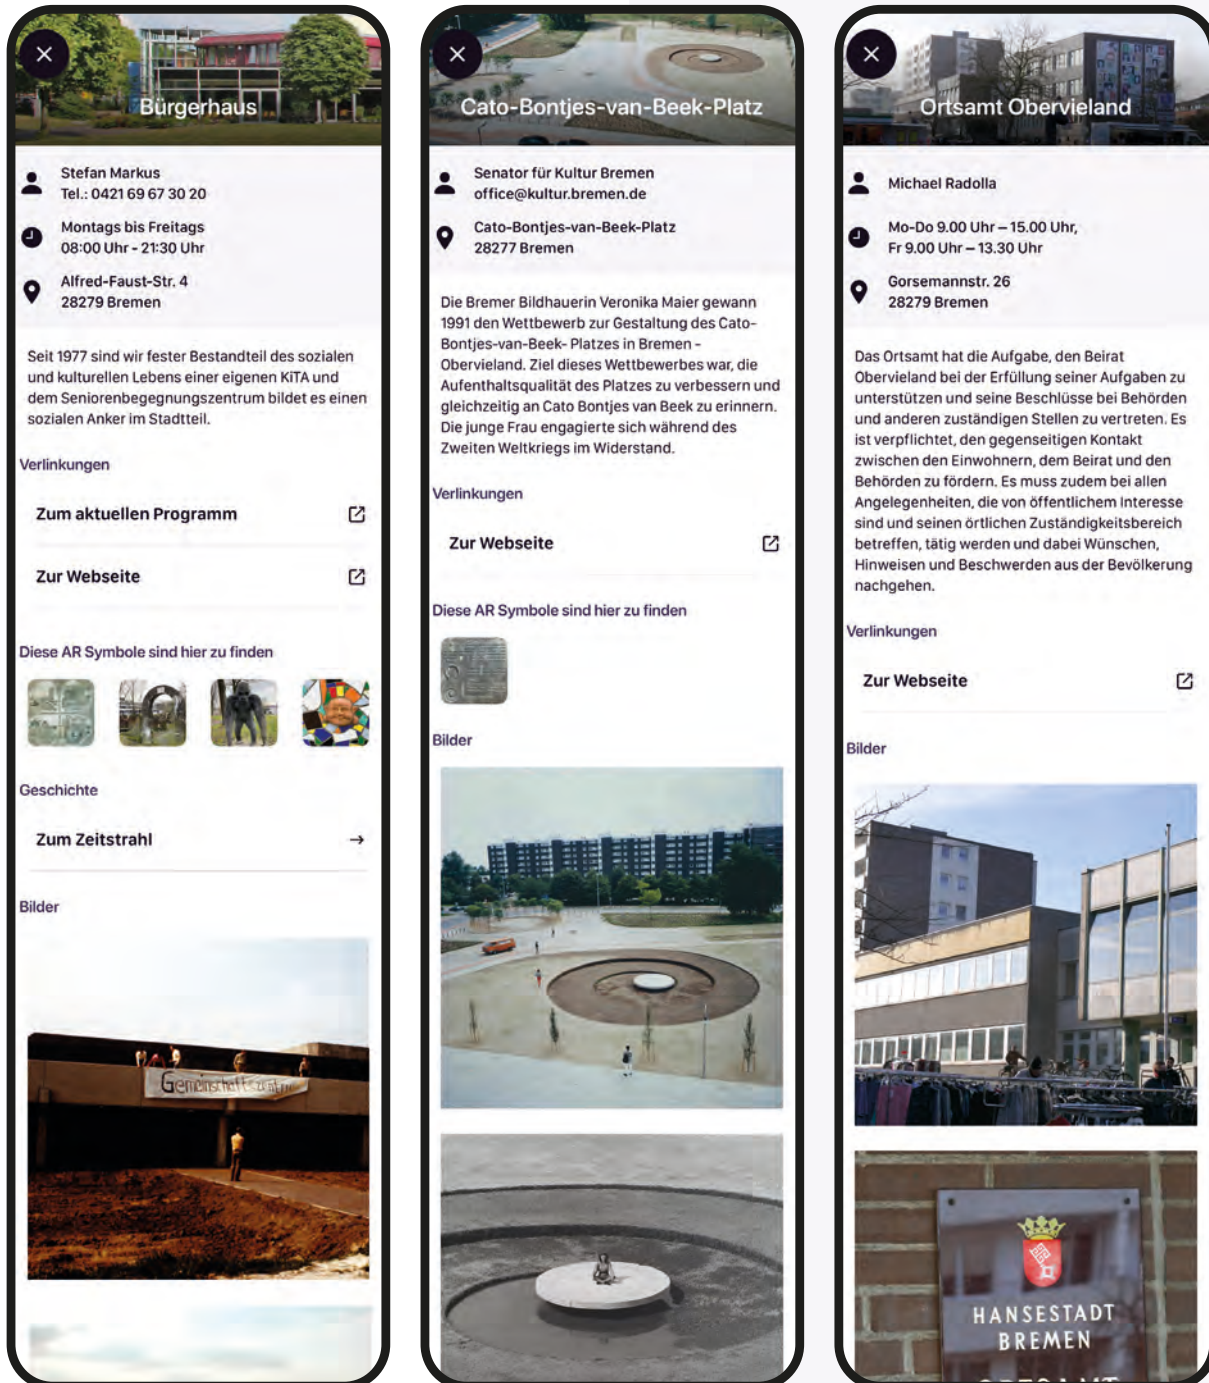 Bürgerhaus
Stefan Markus
Tel.: 0421 69 67 30 20
Montags bis Freitags
08:00 Uhr - 21:30 Uhr
Alfred-Faust-Str. 4
28279 Bremen
Seit 1977 sind wir fester Bestandteil des sozialen
und kulturellen Lebens einer eigenen KiTA und
dem Seniorenbegegnungszentrum bildet es einen
sozialen Anker im Stadtteil.
Verlinkungen
Zum aktuellen Programm
Zur Webseite
Diese AR Symbole sind hier zu finden
Geschichte
Zum Zeitstrahl
Bilder
Cato-Bontjes-van-Beek-Platz
Senator für Kultur Bremen
office@kultur.bremen.de
Cato-Bontjes-van-Beek-Platz
28277 Bremen
Die Bremer Bildhauerin Veronika Maier gewann
1991 den Wettbewerb zur Gestaltung des Cato-
Bontjes-van-Beek- Platzes in Bremen -
Obervieland. Ziel dieses Wettbewerbes war, die
Aufenthaltsqualität des Platzes zu verbessern und
gleichzeitig an Cato Bontjes van Beek zu erinnern.
Die junge Frau engagierte sich während des
Zweiten Weltkriegs im Widerstand.
Verlinkungen
Zur Webseite
Diese AR Symbole sind hier zu finden
Bilder
Ortsamt Obervieland
Michael Radolla
Mo-Do 9.00 Uhr – 15.00 Uhr,
Fr 9.00 Uhr – 13.30 Uhr
Gorsemannstr. 26
28279 Bremen
Das Ortsamt hat die Aufgabe, den Beirat
Obervieland bei der Erfüllung seiner Aufgaben zu
unterstützen und seine Beschlüsse bei Behörden
und anderen zuständigen Stellen zu vertreten. Es
ist verpflichtet, den gegenseitigen Kontakt
zwischen den Einwohnern, dem Beirat und den
Behörden zu fördern. Es muss zudem bei allen
Angelegenheiten, die von öffentlichem Interesse
sind und seinen örtlichen Zuständigkeitsbereich
betreffen, tätig werden und dabei Wünschen,
Hinweisen und Beschwerden aus der Bevölkerung
nachgehen.
Verlinkungen
Zur Webseite
Bilder
HANSESTADT
BREMEN